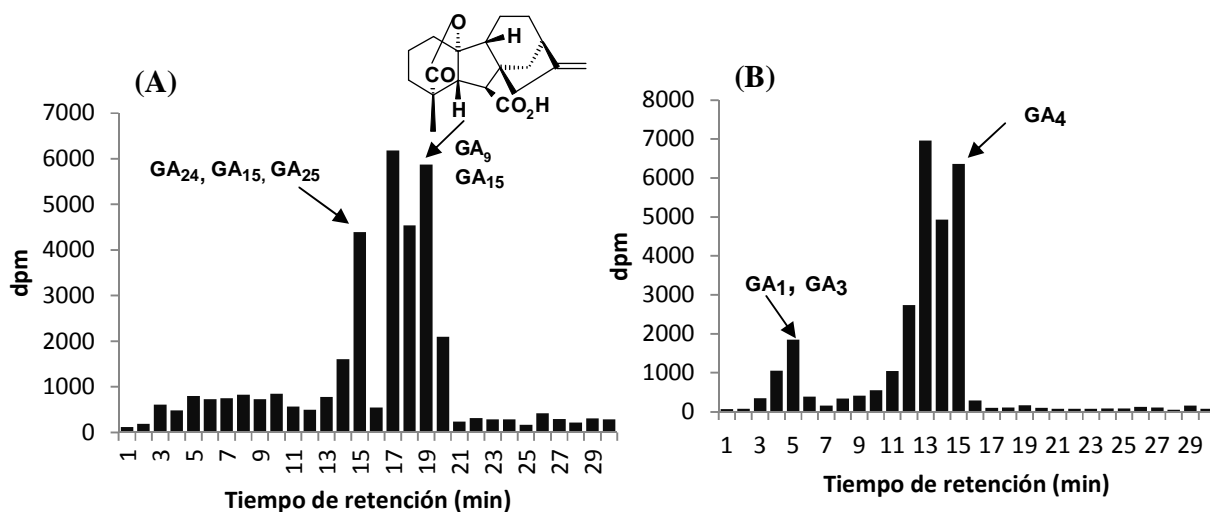 (A)
O
H
CO
H
CO2H
7000
6000
5000
4000
3000
2000
1000
0
dpm
GA24, GA15, GA25
GA9
GA15
1 3 5 7 9 11 13 15 17 19 21 23 25 27 29
Tiempo de retención (min)
(B)
8000
7000
6000
5000
4000
3000
2000
1000
0
dpm
GA4
GA1, GA3
1 3 5 7 9 11 13 15 17 19 21 23 25 27 29
Tiempo de retención (min)